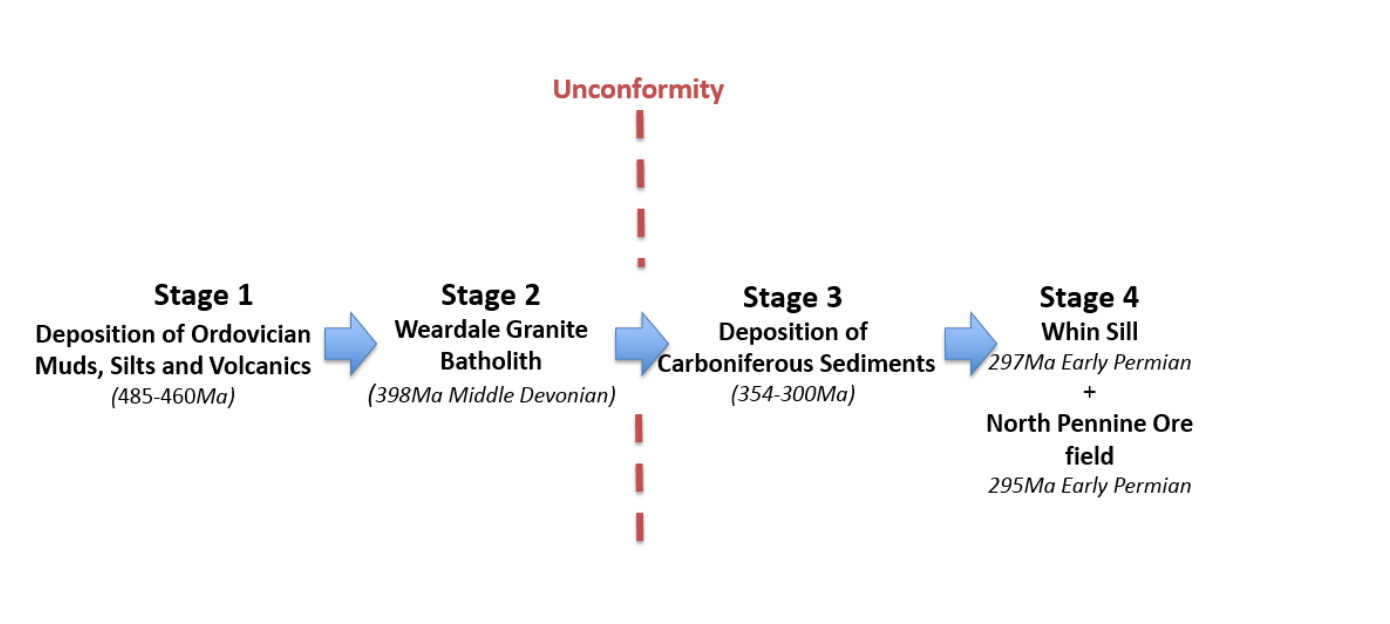 Unconformity
Stage 1
Deposition of Ordovician
Muds, Silts and Volcanics
(485-460Ma)
Stage 2
Weardale Granite
Batholith
(398Ma Middle Devonian)
Stage 3
Deposition of
Carboniferous Sediments
(354-300Ma)
Stage 4
Whin Sill
297Ma Early Permian
+
North Pennine Ore
field
295Ma Early Permian